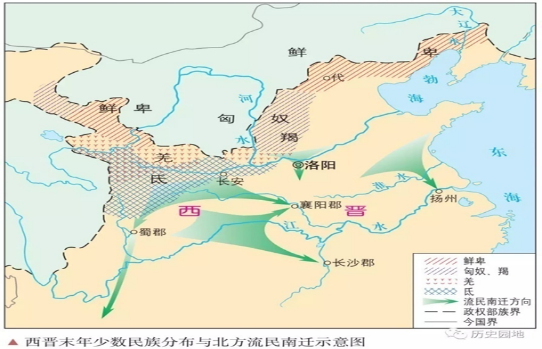 大辽水
鲜卑
代
渤海
鲜卑
匈奴
河水
羯
羌
氐
长安
洛阳
东海
淮水
扬州
西晋
襄阳郡
蜀郡
江水
长沙郡
鲜卑
匈奴、羯
羌
氐
流民南迁方向
政权部族界
今国界
历史园地
▲ 西晋末年少数民族分布与北方流民南迁示意图